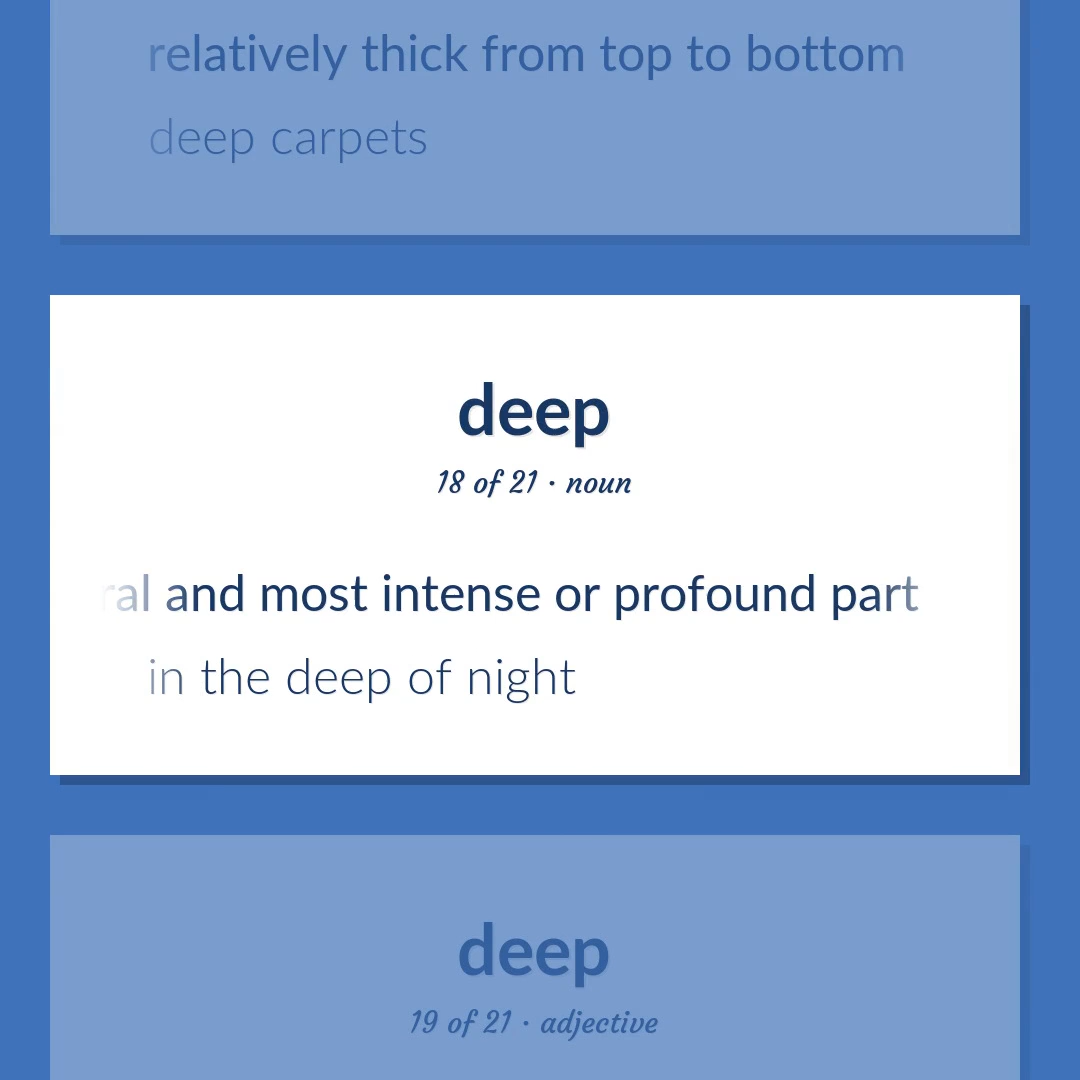 relatively thick from top to bottom
deep carpets
deep
18 of 21 · noun
and most intense or profound part
in the deep of night
deep
19 of 21 · adjective